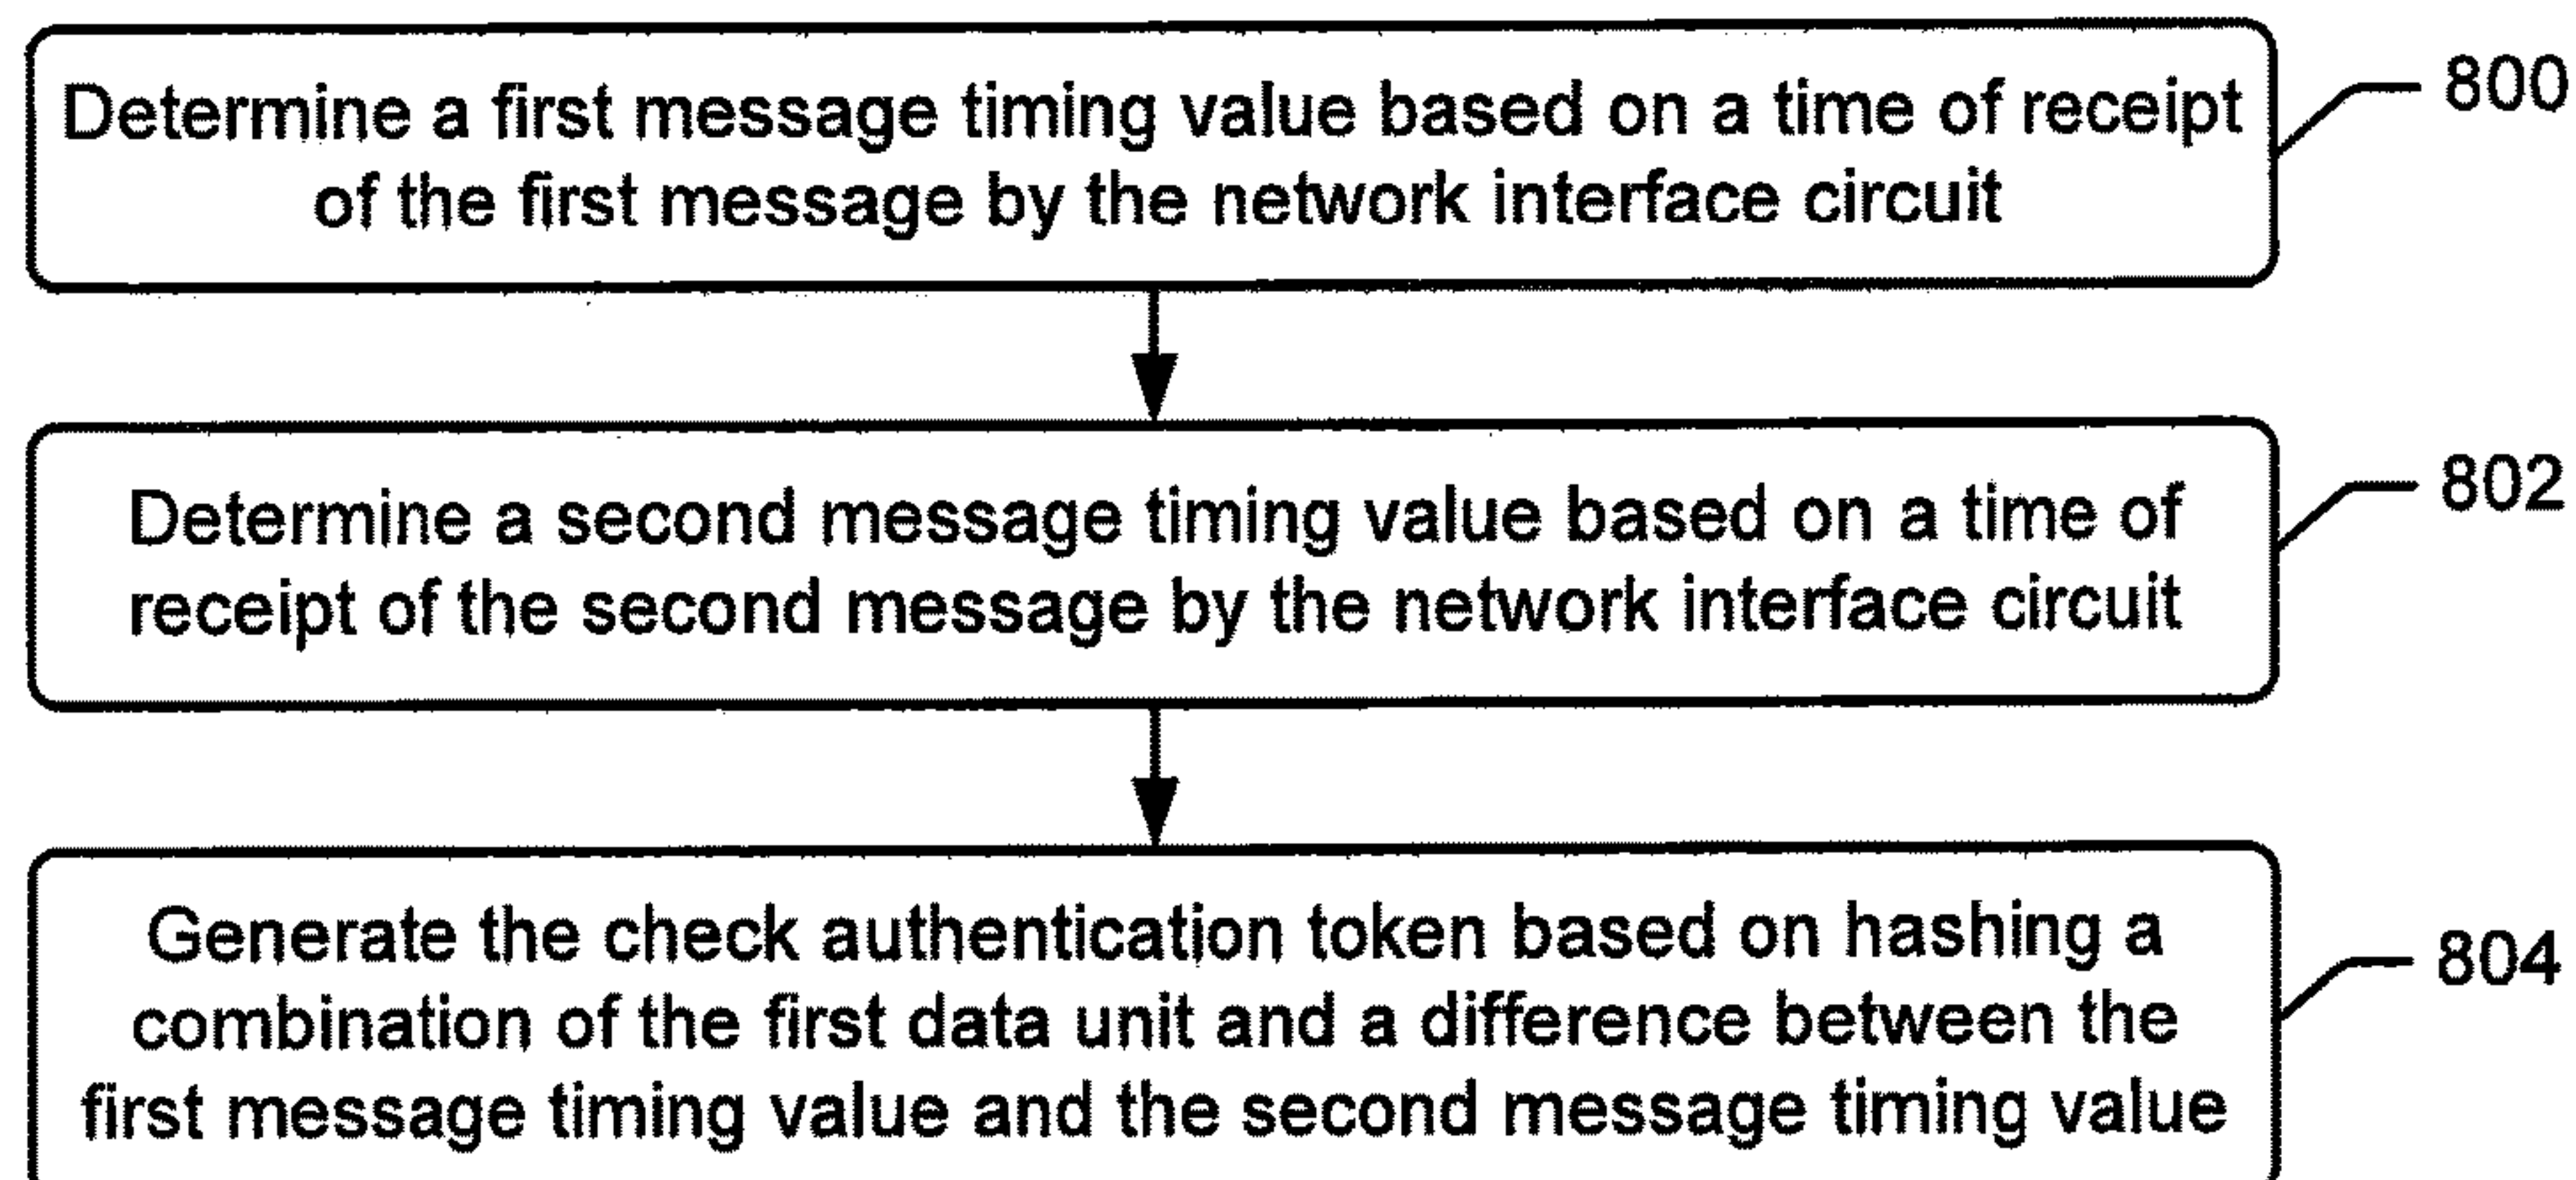 Determine a first message timing value based on a time of receipt
of the first message by the network interface circuit
800
Determine a second message timing value based on a time of
receipt of the second message by the network interface circuit
802
Generate the check authentication token based on hashing a
combination of the first data unit and a difference between the
first message timing value and the second message timing value
804